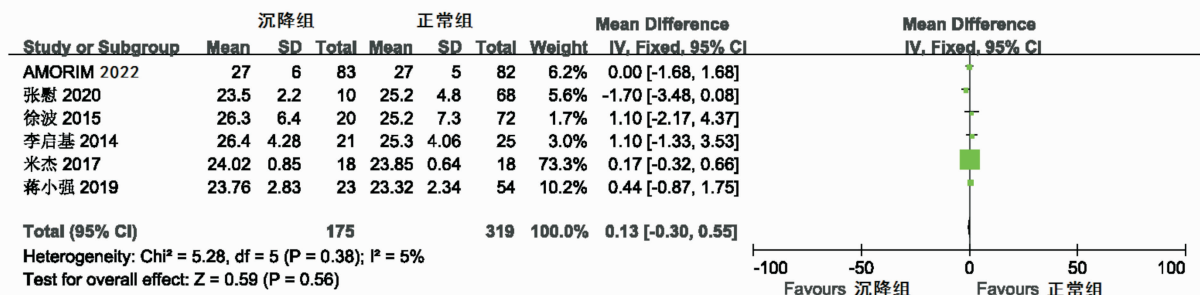 沉降组 正常组 Mean Difference Mean Difference
Study or Subgroup Mean SD Total Mean SD Total Weight IV, Fixed, 95% CI IV, Fixed, 95% CI
AMORIM 2022 27 6 83 27 5 82 6.2% 0.00 [-1.68, 1.68]
张慰 2020 23.5 2.2 10 25.2 4.8 68 5.6% -1.70 [-3.48, 0.08]
徐波 2015 26.3 6.4 20 25.2 7.3 72 1.7% 1.10 [-2.17, 4.37]
李启基 2014 26.4 4.28 21 25.3 4.06 25 3.0% 1.10 [-1.33, 3.53]
米杰 2017 24.02 0.85 18 23.85 0.64 18 73.3% 0.17 [-0.32, 0.66]
蒋小强 2019 23.76 2.83 23 23.32 2.34 54 10.2% 0.44 [-0.87, 1.75]
Total (95% CI) 175 319 100.0% 0.13 [-0.30, 0.55]
Heterogeneity: Chi² = 5.28, df = 5 (P = 0.38); I² = 5%
Test for overall effect: Z = 0.59 (P = 0.56)
-100 -50 0 50 100
Favours 沉降组 Favours 正常组